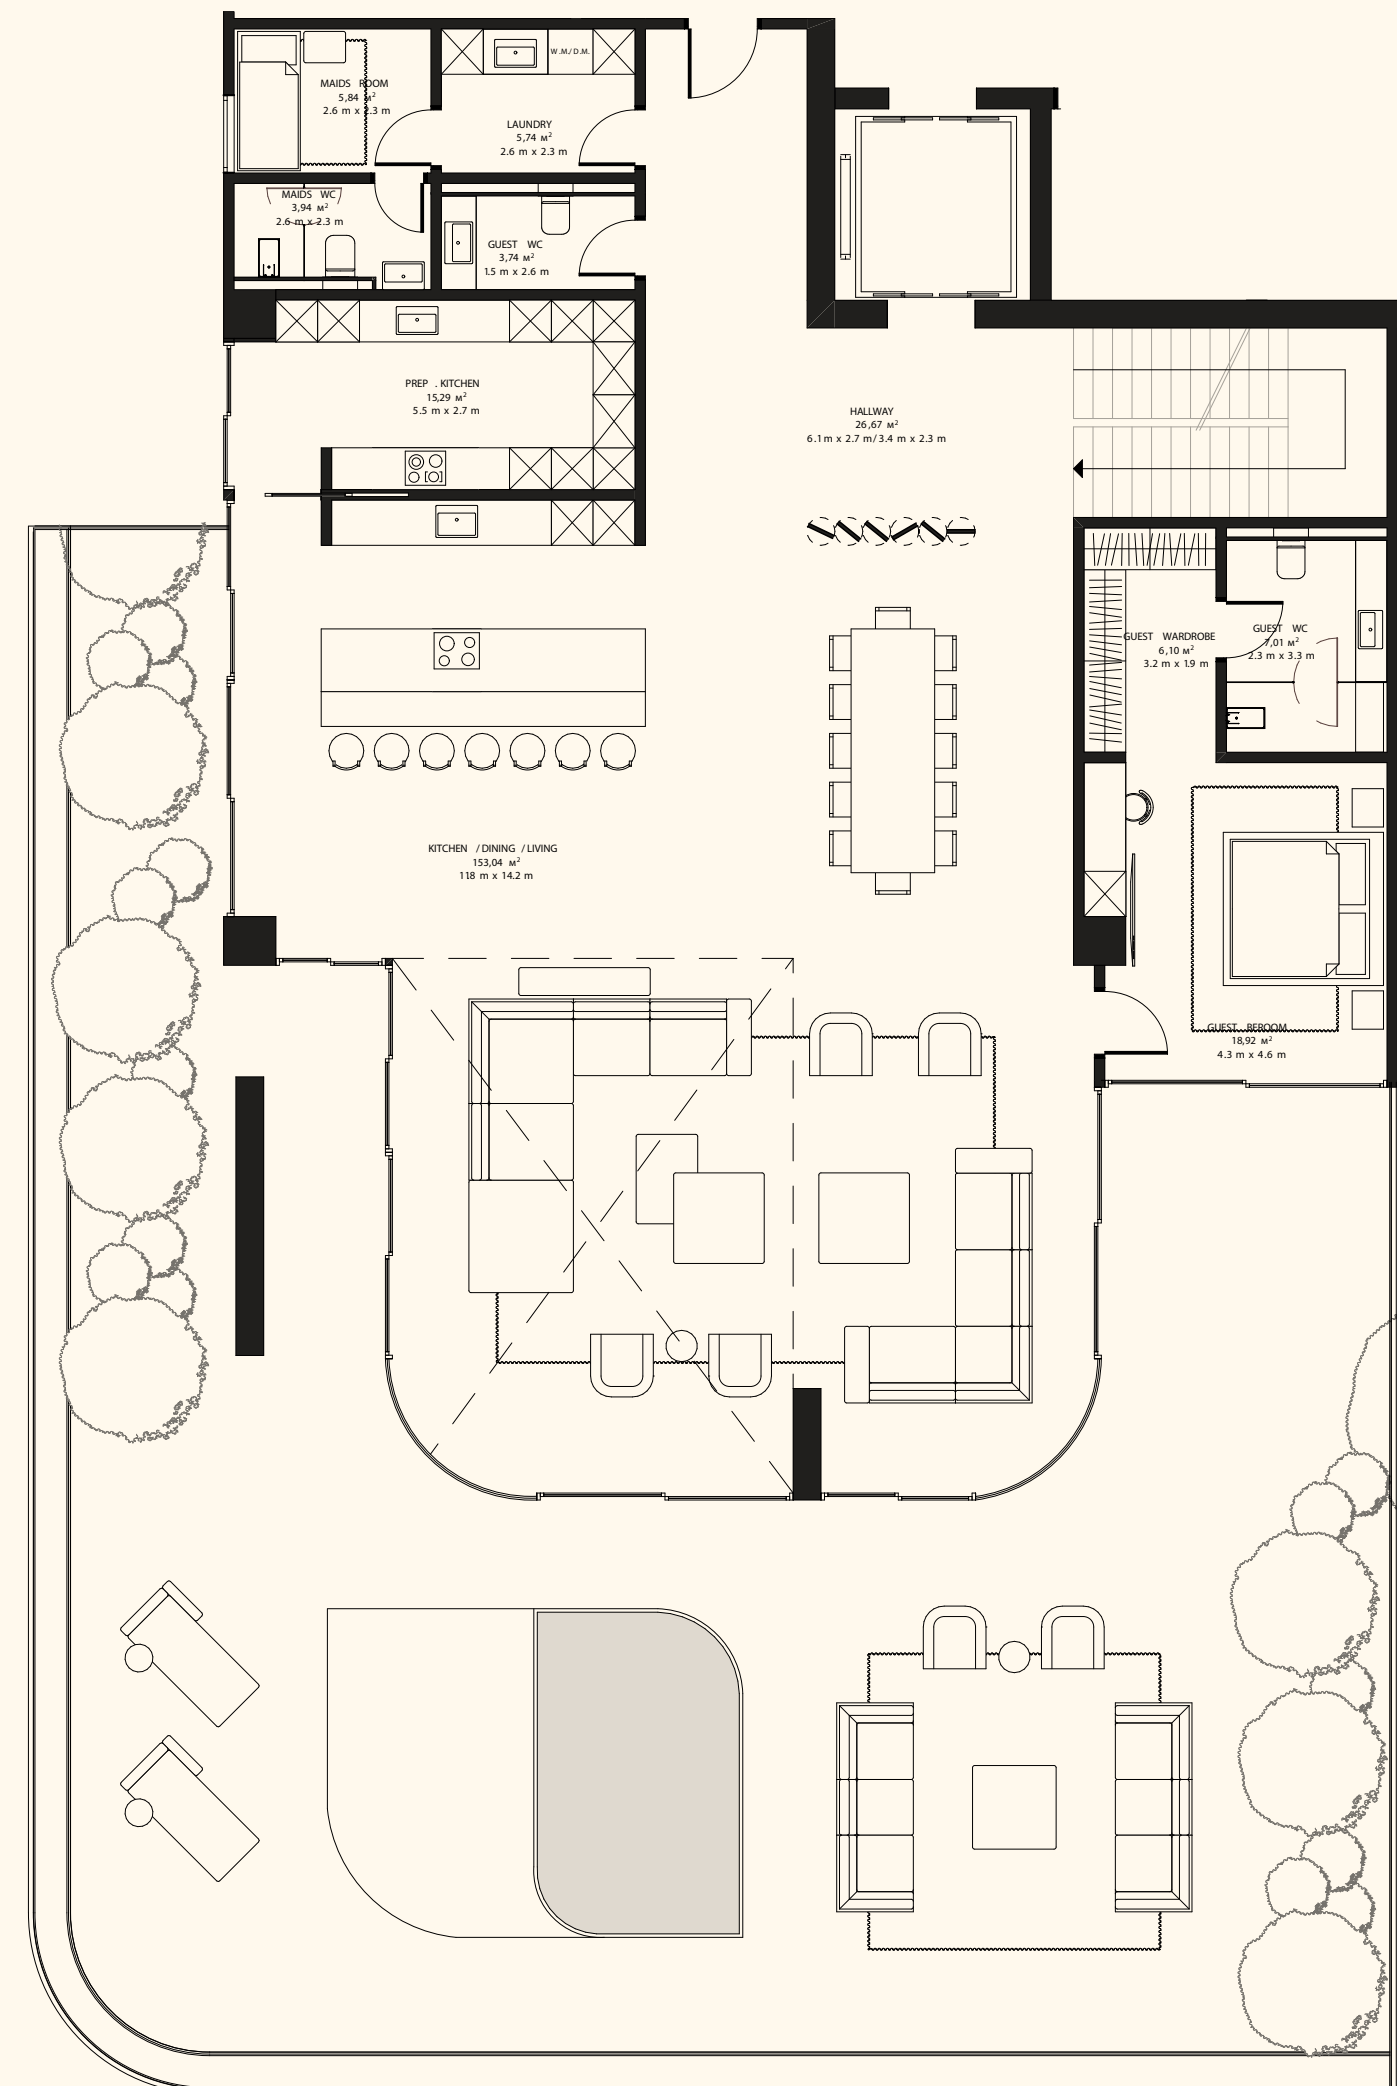 W.M./D.M.
MAIDS ROOM
5,84 м²
2.6 m x 2.3 m
LAUNDRY
5,74 м²
2.6 m x 2.3 m
MAIDS WC
3,94 м²
2.6 m x 2.3 m
GUEST WC
3,74 м²
1.5 m x 2.6 m
PREP . KITCHEN
15,29 м²
5.5 m x 2.7 m
HALLWAY
26,67 м²
6.1 m x 2.7 m/3.4 m x 2.3 m
GUEST WARDROBE
6,10 м²
3.2 m x 1.9 m
GUEST WC
7,01 м²
2.3 m x 3.3 m
KITCHEN /DINING /LIVING
153,04 м²
11.8 m x 14.2 m
GUEST . BEROOM
18,92 м²
4.3 m x 4.6 m